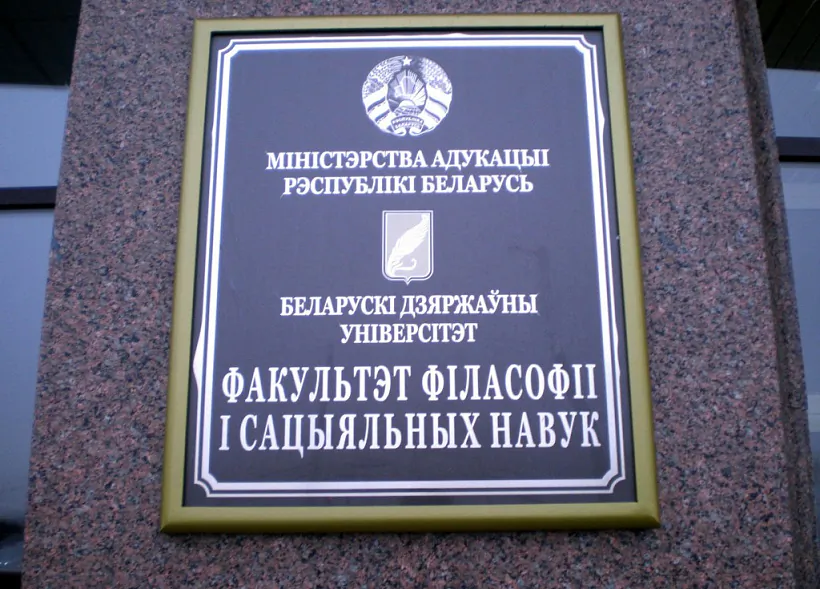 МІНІСТЭРСТВА АДУКАЦЫІ
РЭСПУБЛІКІ БЕЛАРУСЬ
БЕЛАРУСКІ ДЗЯРЖАЎНЫ
УНІВЕРСІТЭТ
ФАКУЛЬТЭТ ФІЛАСОФІІ
І САЦЫЯЛЬНЫХ НАВУК